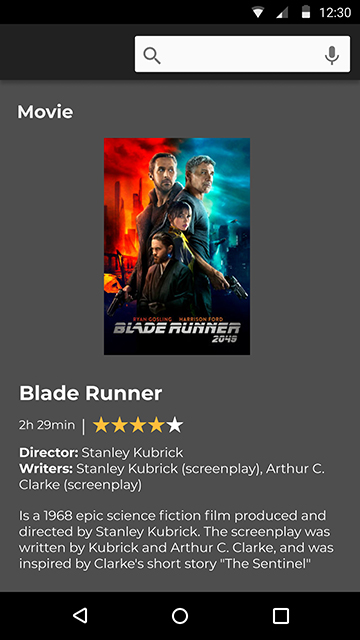 12:30
Movie
RYAN GOSLING HARRISON FORD
BLADE RUNNER
2049
Blade Runner
2h 29min |
Director: Stanley Kubrick
Writers: Stanley Kubrick (screenplay), Arthur C.
Clarke (screenplay)
Is a 1968 epic science fiction film produced and
directed by Stanley Kubrick. The screenplay was
written by Kubrick and Arthur C. Clarke, and was
inspired by Clarke's short story "The Sentinel"